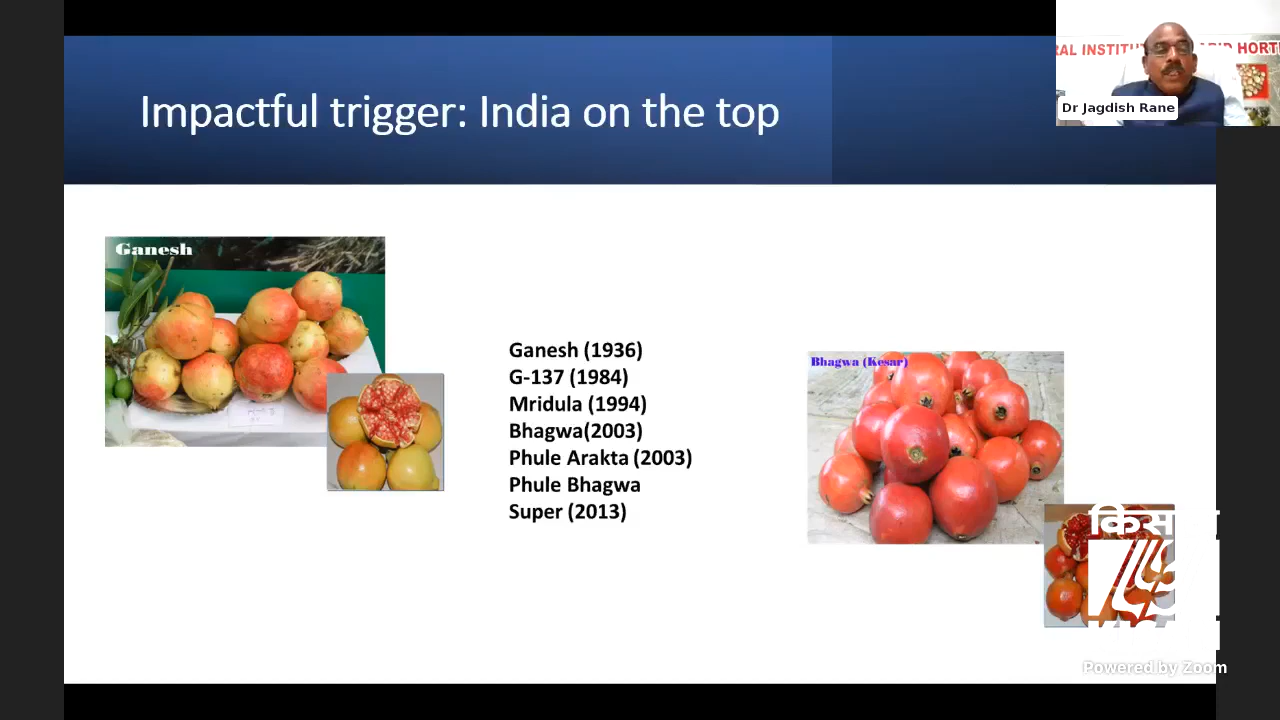 Impactful trigger: India on the top
Dr Jagdish Rane
Ganesh
Ganesh (1936)
G-137 (1984)
Mridula (1994)
Bhagwa(2003)
Phule Arakta (2003)
Phule Bhagwa
Super (2013)
Bhagwa (Kesar)
Powered by Zoom